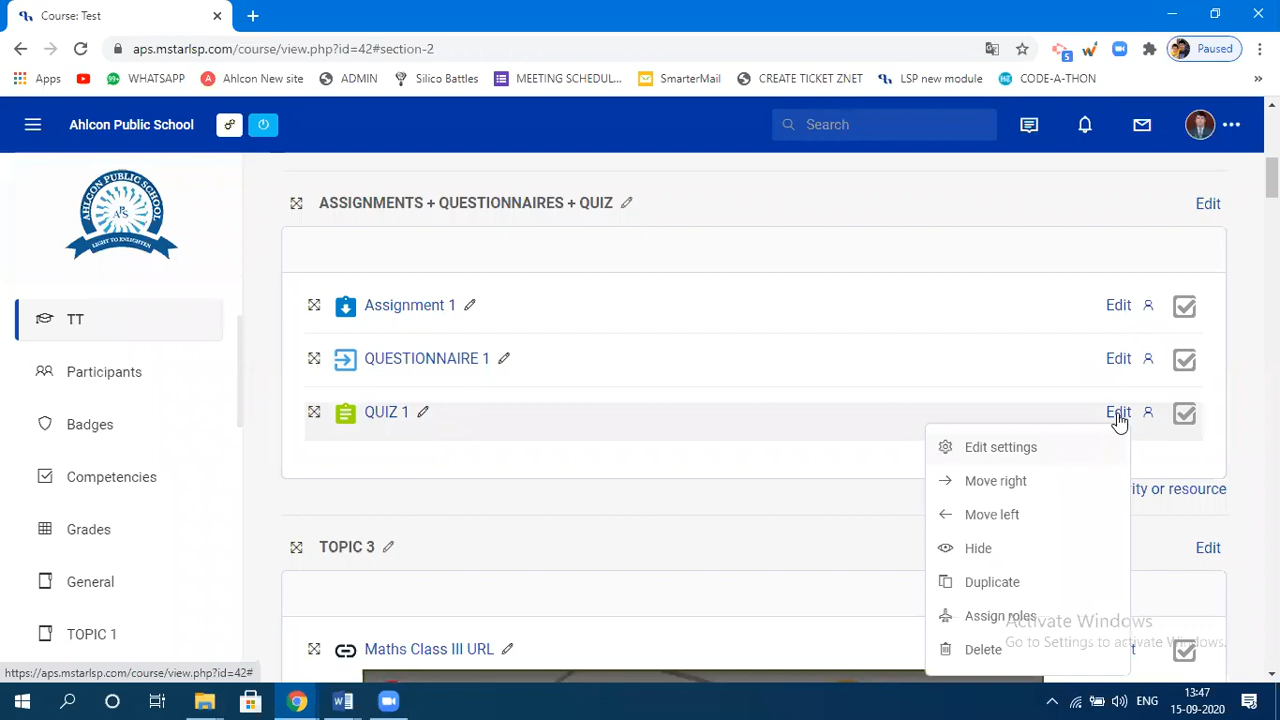 Course: Test
aps.mstarlsp.com/course/view.php?id=42#section-2
5
Paused
Apps
WHATSAPP
Ahlcon New site
ADMIN
Silico Battles
MEETING SCHEDUL...
SmarterMail
CREATE TICKET ZNET
LSP new module
CODE-A-THON
»
Ahlcon Public School
Search
AHLCON PUBLIC SCHOOL
APS
LIGHT TO ENLIGHTEN
TT
Participants
Badges
Competencies
Grades
General
TOPIC 1
ASSIGNMENTS + QUESTIONNAIRES + QUIZ
Edit
Assignment 1
Edit
QUESTIONNAIRE 1
Edit
QUIZ 1
Edit
Edit settings
Move right
Move left
Hide
Duplicate
Assign roles
Delete
ity or resource
TOPIC 3
Edit
Maths Class III URL
Activate Windows
Go to Settings to activate Windows.
https://aps.mstarlsp.com/course/view.php?id=42#
ENG
13:47
15-09-2020